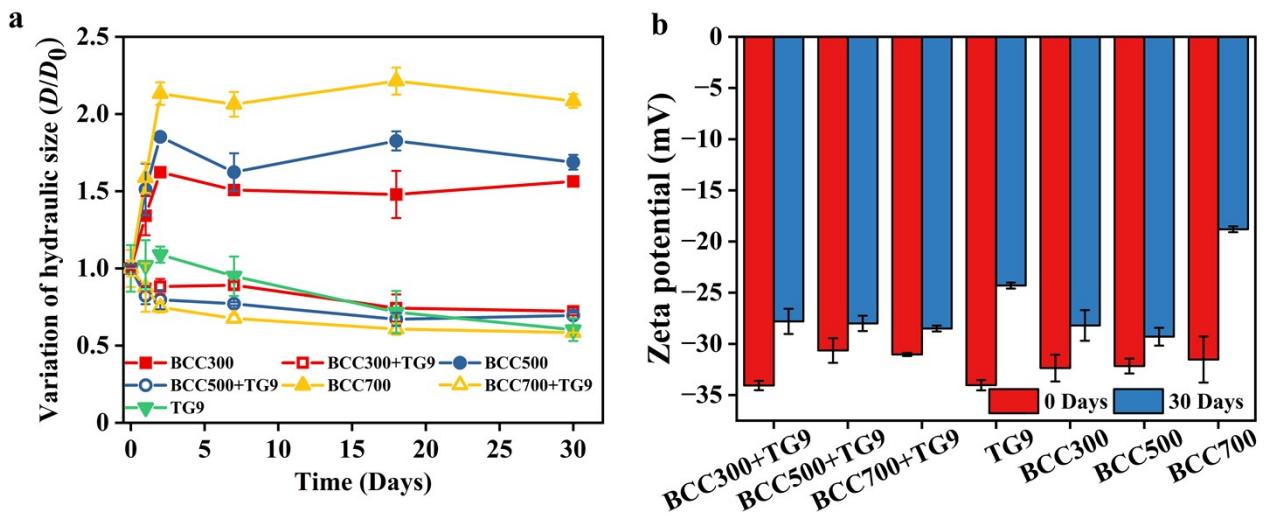 a
Variation of hydraulic size (D/D0)
2.5
2.0
1.5
1.0
0.5
0
BCC300 BCC300+TG9 BCC500
BCC500+TG9 BCC700 BCC700+TG9
TG9
0 5 10 15 20 25 30
Time (Days)
b
Zeta potential (mV)
0
−5
−10
−15
−20
−25
−30
−35
0 Days 30 Days
BCC300+TG9
BCC500+TG9
BCC700+TG9
TG9
BCC300
BCC500
BCC700